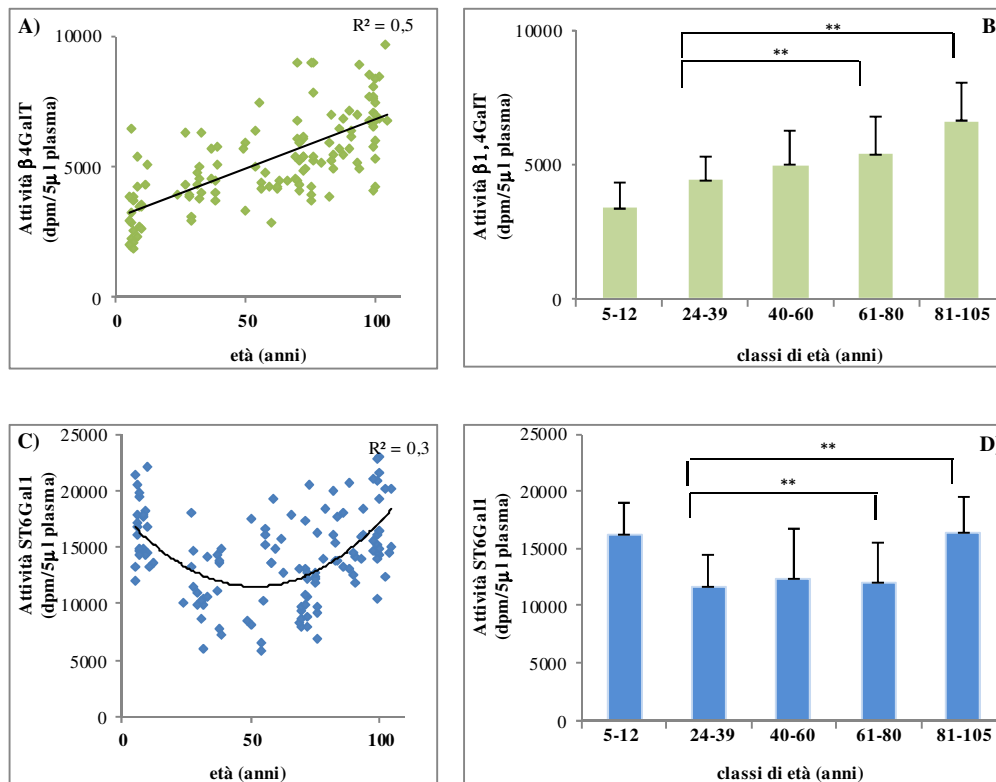 A)
R² = 0,5
Attività β4GalT
(dpm/5μl plasma)
10000
5000
0
0 50 100
età (anni)
B
**
**
Attività β1,4GalT
(dpm/5μl plasma)
10000
5000
0
5-12 24-39 40-60 61-80 81-105
classi di età (anni)
C)
R² = 0,3
Attività ST6Gal1
(dpm/5μl plasma)
25000
20000
15000
10000
5000
0
0 50 100
età (anni)
D)
**
**
Attività ST6Gal1
(dpm/5μl plasma)
25000
20000
15000
10000
5000
0
5-12 24-39 40-60 61-80 81-105
classi di età (anni)